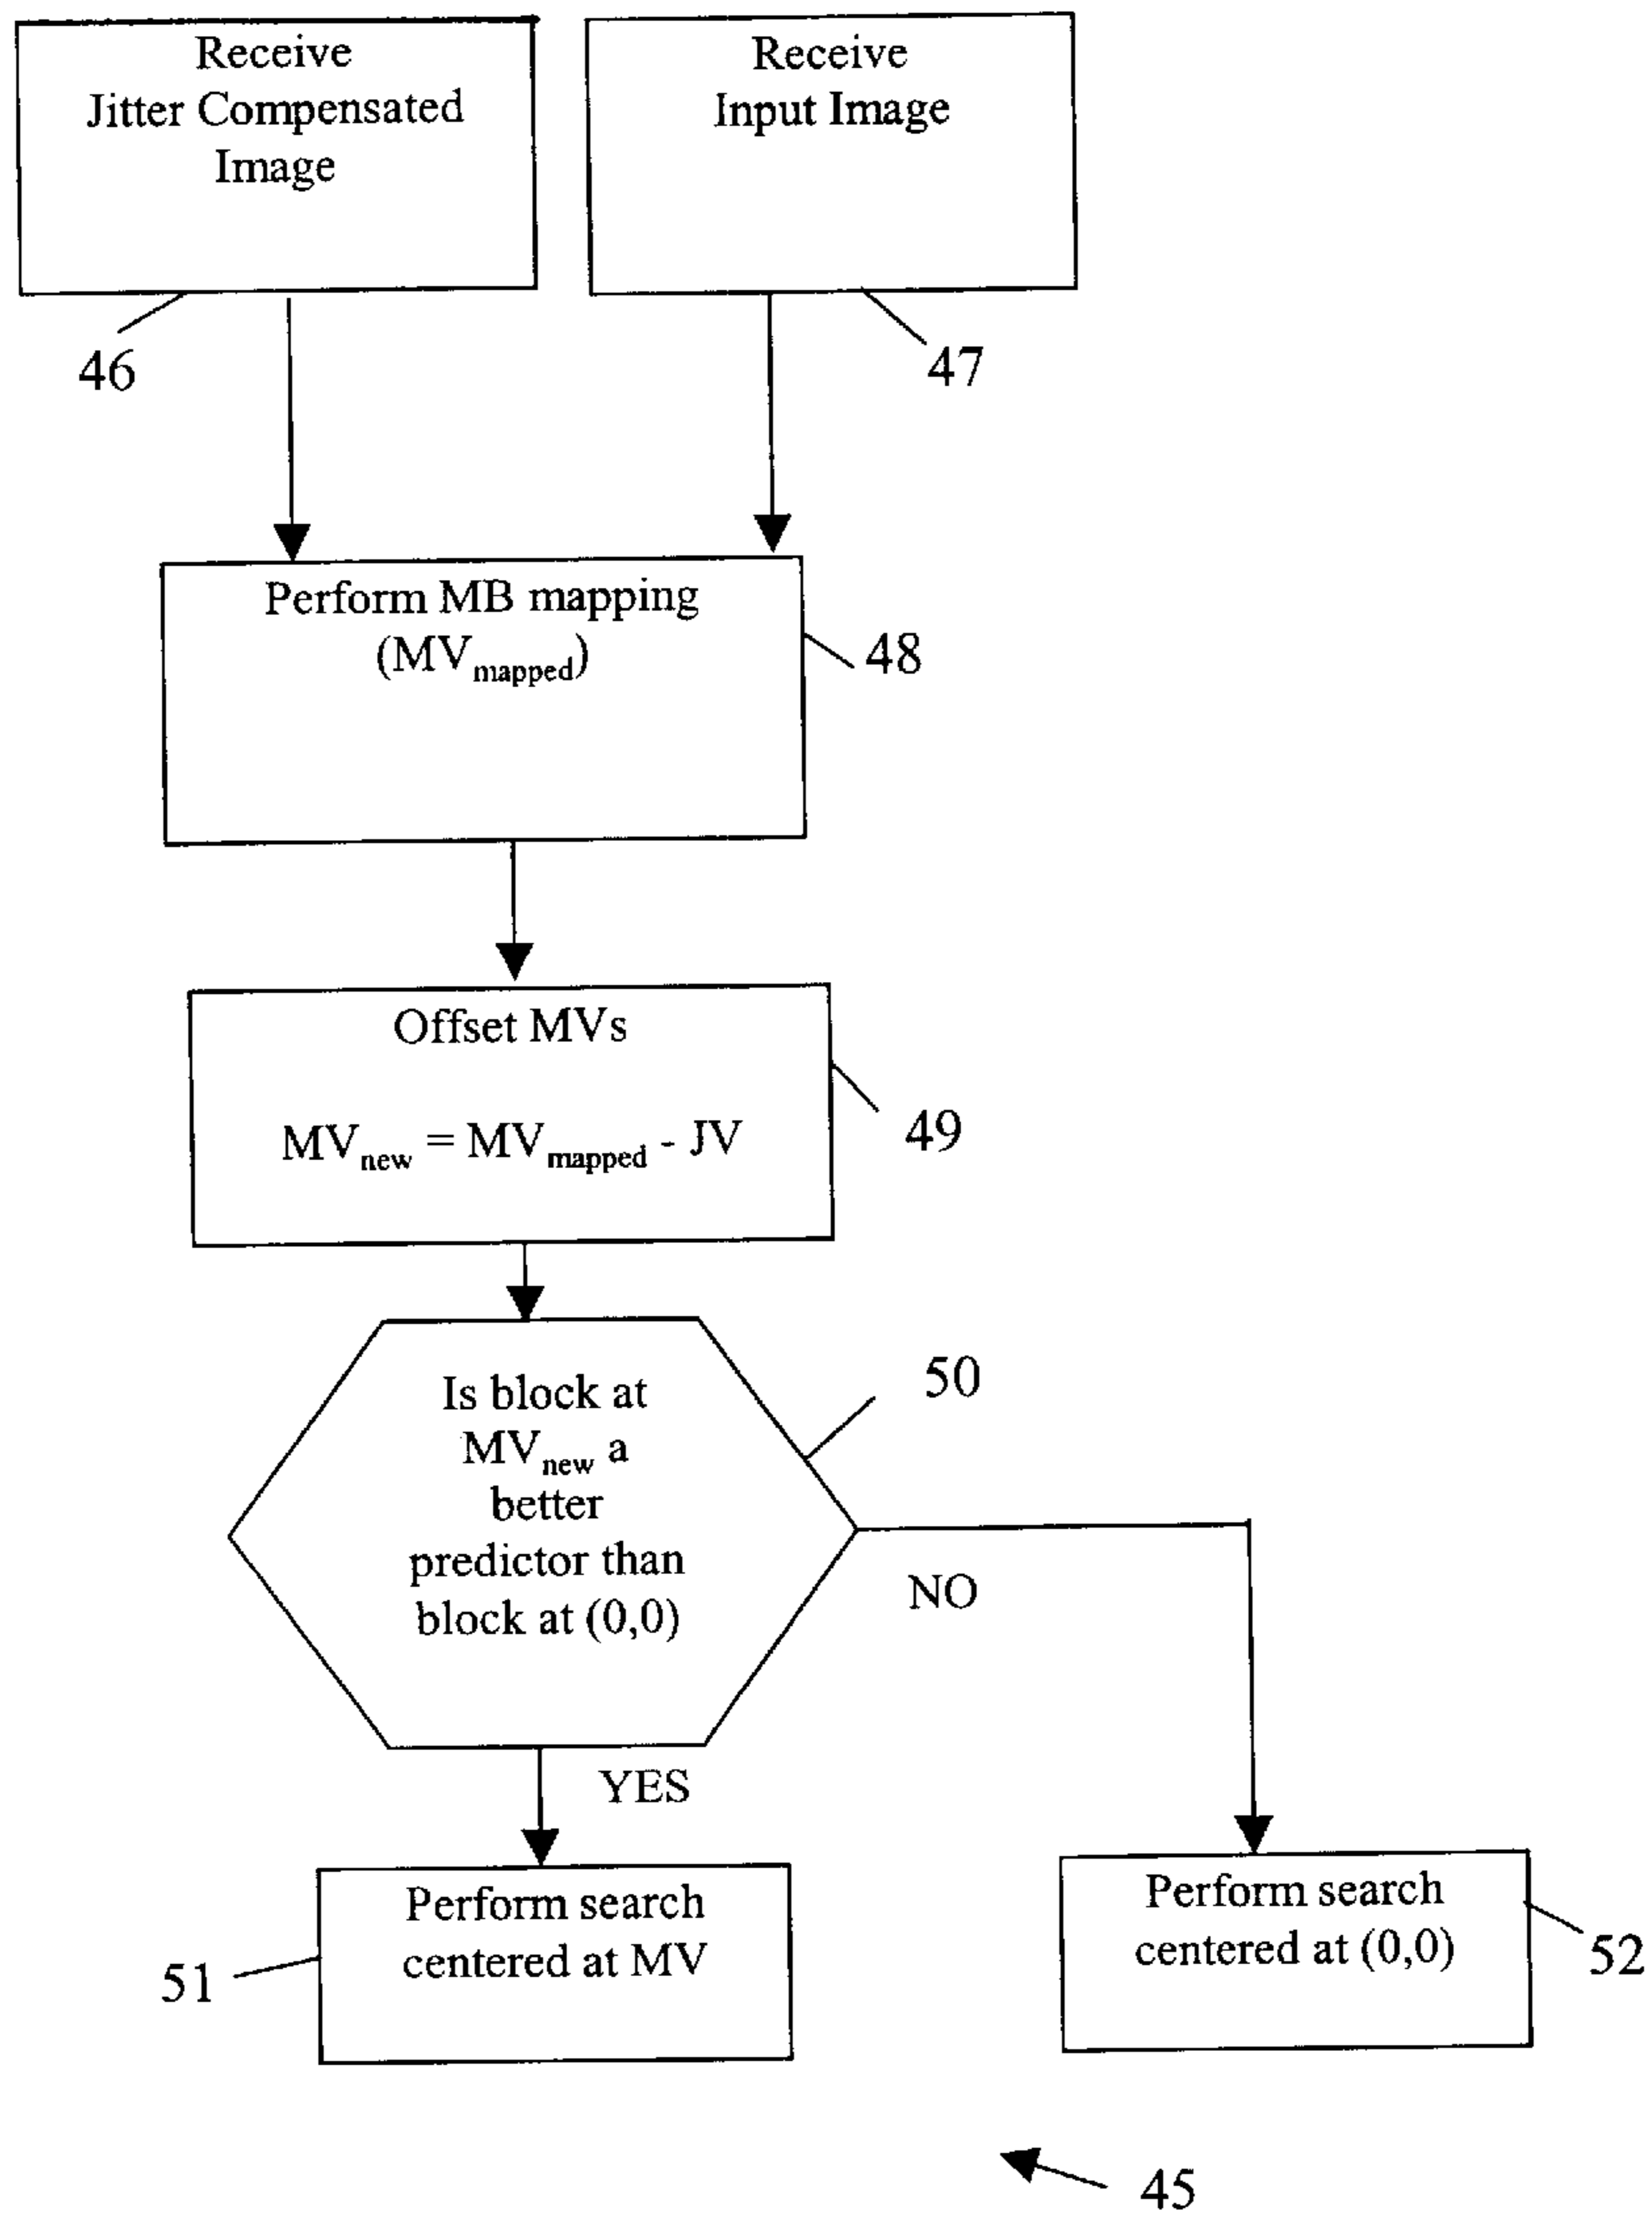 Receive
Jitter Compensated
Image
46
Receive
Input Image
47
Perform MB mapping
(MVmapped)
48
Offset MVs
MVnew = MVmapped - JV
49
Is block at
MVnew a
better
predictor than
block at (0,0)
50
NO
YES
Perform search
centered at MV
51
Perform search
centered at (0,0)
52
45